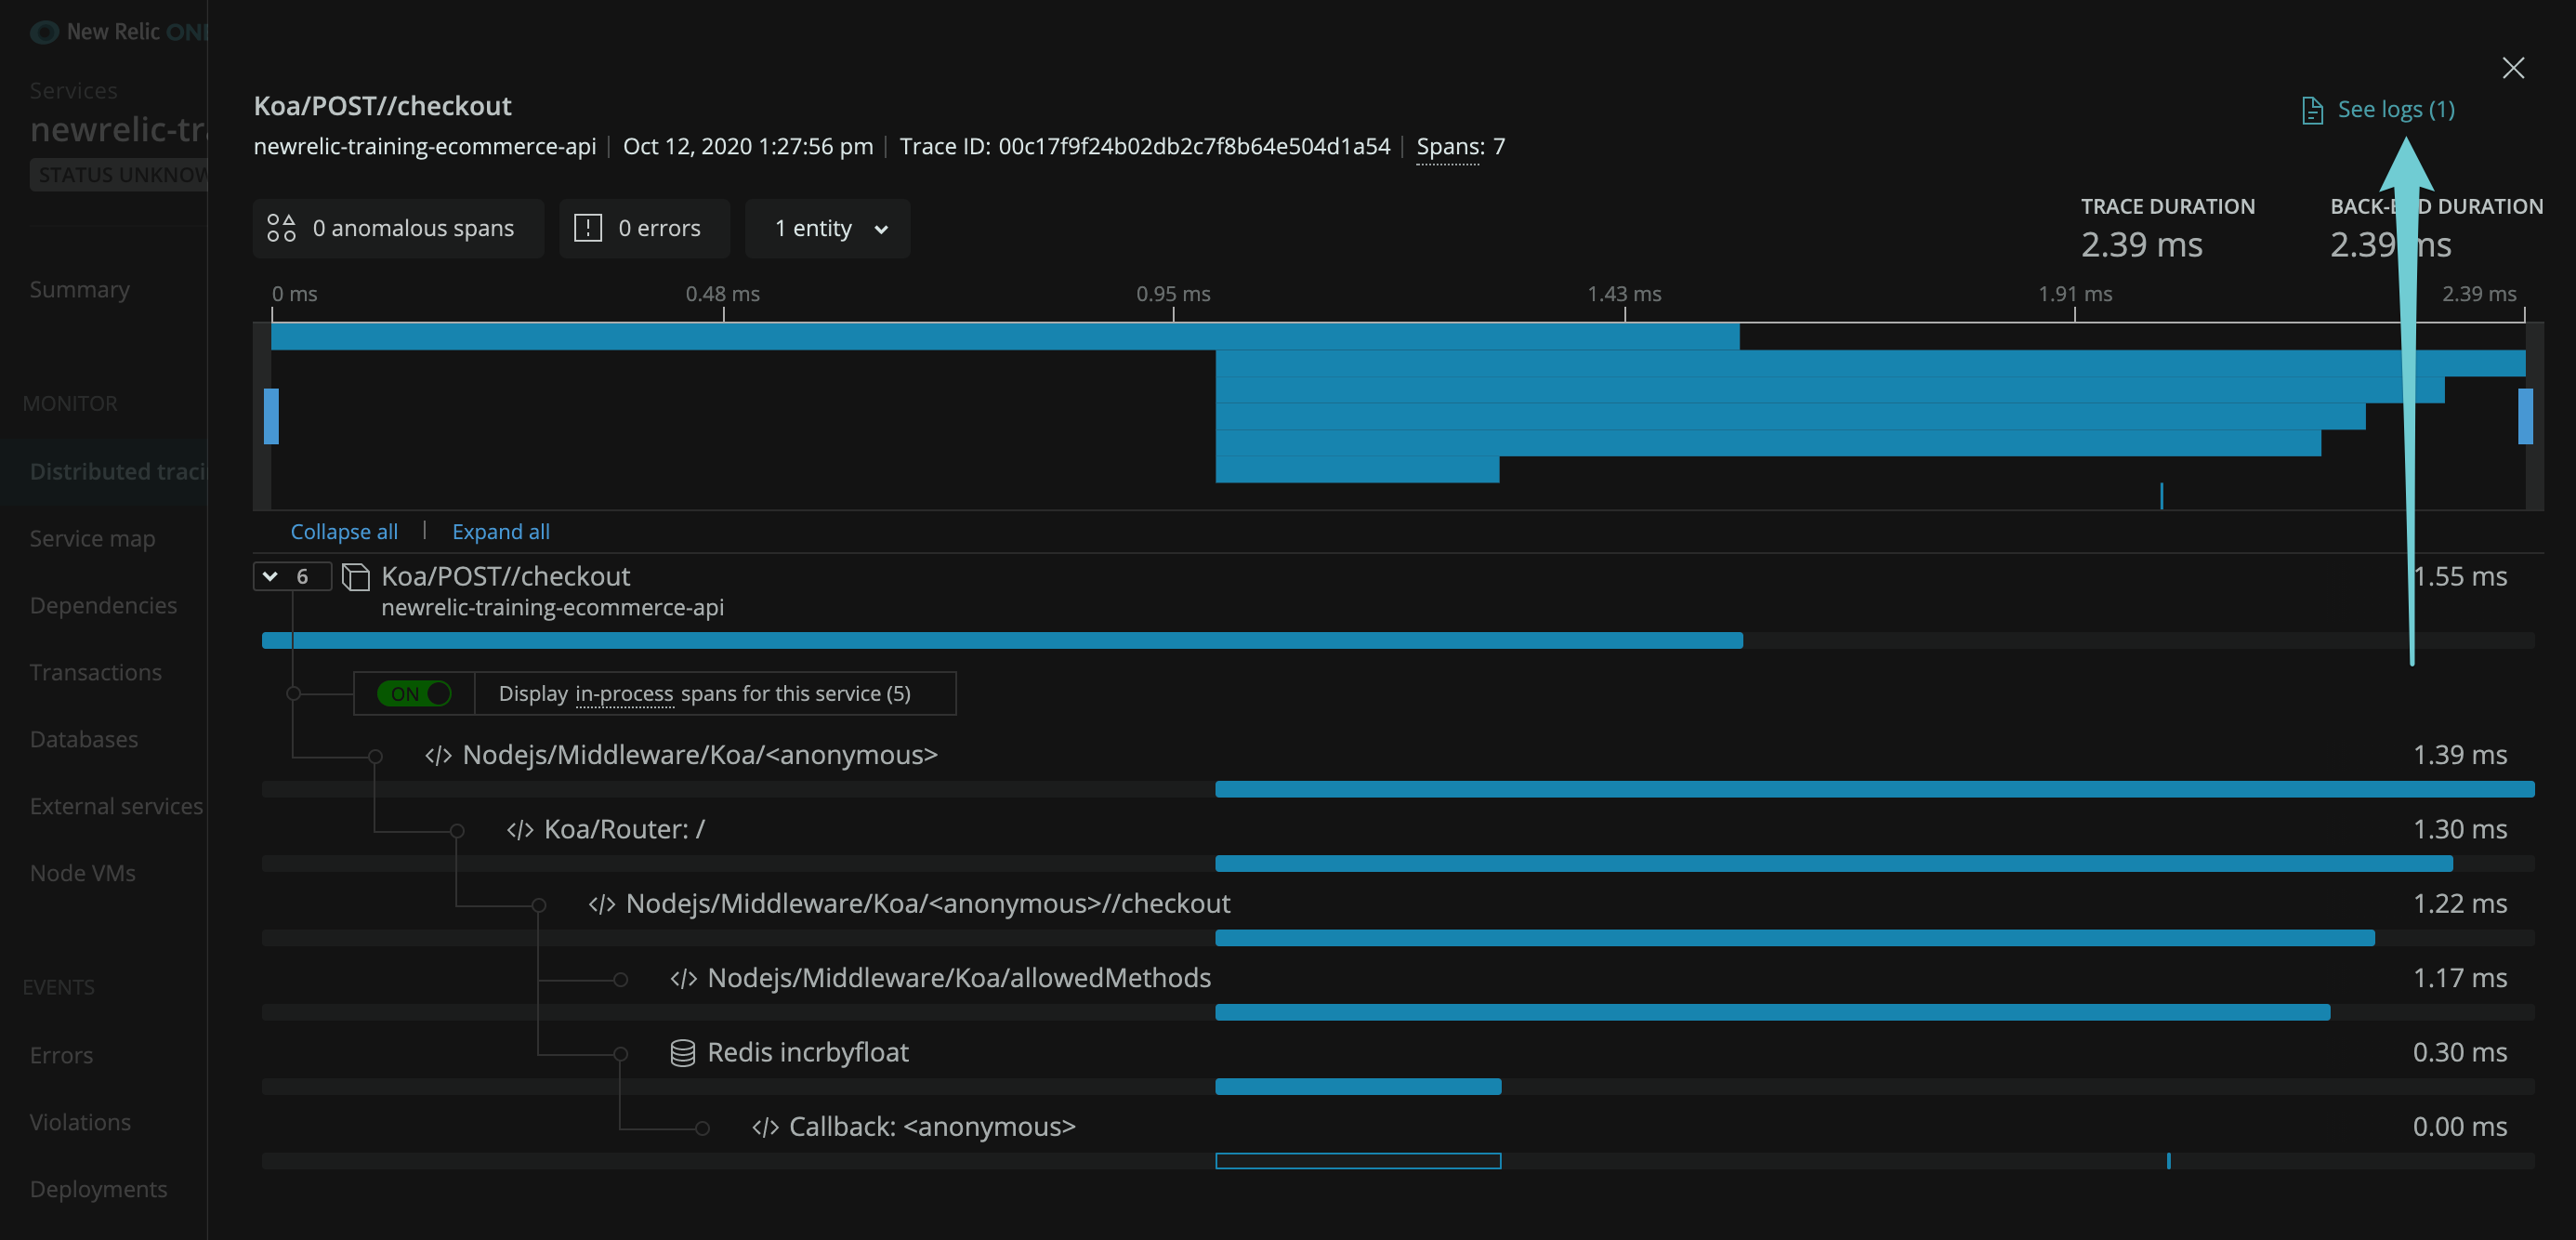 New Relic ONE
Services
newrelic-tr
STATUS UNKNOW
Summary
MONITOR
Distributed traci
Service map
Dependencies
Transactions
Databases
External services
Node VMs
EVENTS
Errors
Violations
Deployments
See logs (1)
Koa/POST//checkout
newrelic-training-ecommerce-api | Oct 12, 2020 1:27:56 pm | Trace ID: 00c17f9f24b02db2c7f8b64e504d1a54 | Spans: 7
0 anomalous spans
0 errors
1 entity
TRACE DURATION
2.39 ms
BACK-END DURATION
2.39 ms
0 ms 0.48 ms 0.95 ms 1.43 ms 1.91 ms 2.39 ms
Collapse all | Expand all
6 Koa/POST//checkout 1.55 ms
newrelic-training-ecommerce-api
ON Display in-process spans for this service (5)
</> Nodejs/Middleware/Koa/<anonymous> 1.39 ms
</> Koa/Router: / 1.30 ms
</> Nodejs/Middleware/Koa/<anonymous>//checkout 1.22 ms
</> Nodejs/Middleware/Koa/allowedMethods 1.17 ms
Redis incrbyfloat 0.30 ms
</> Callback: <anonymous> 0.00 ms